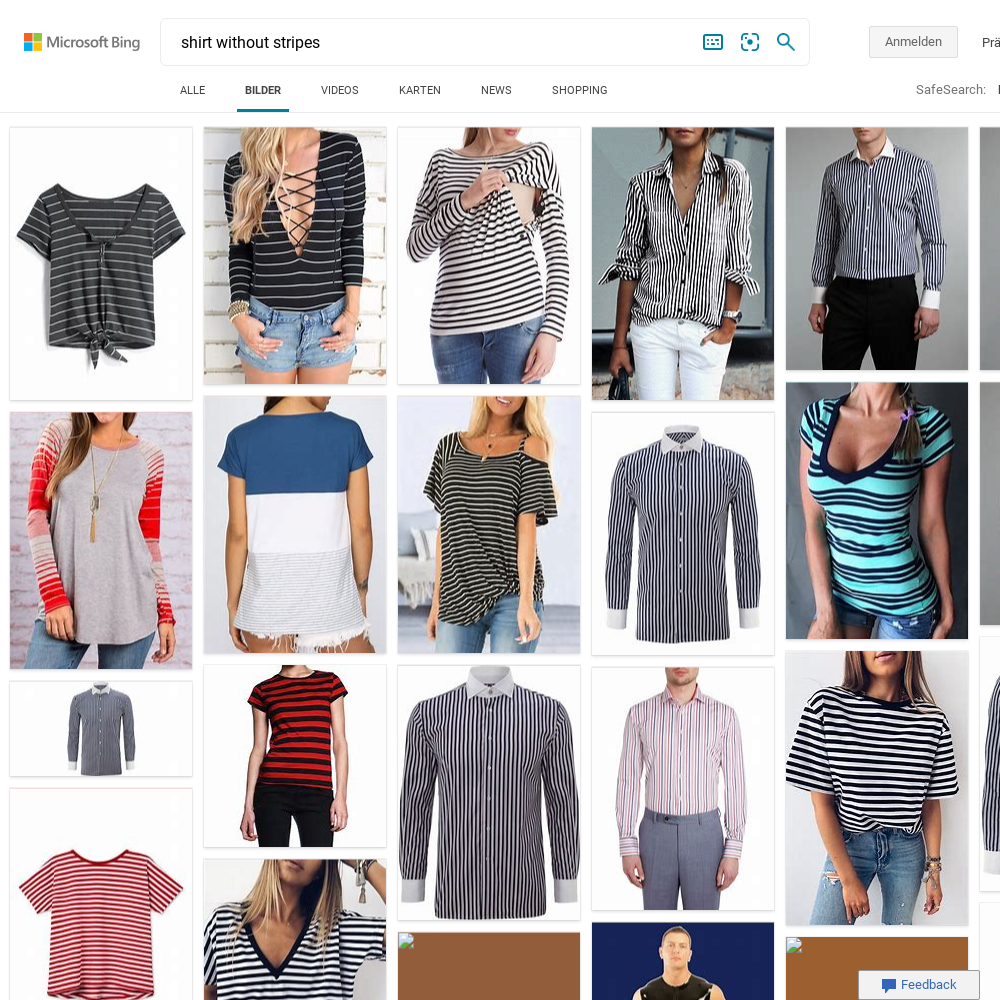 Microsoft Bing
shirt without stripes
Anmelden
Prä
ALLE
BILDER
VIDEOS
KARTEN
NEWS
SHOPPING
SafeSearch:
Feedback